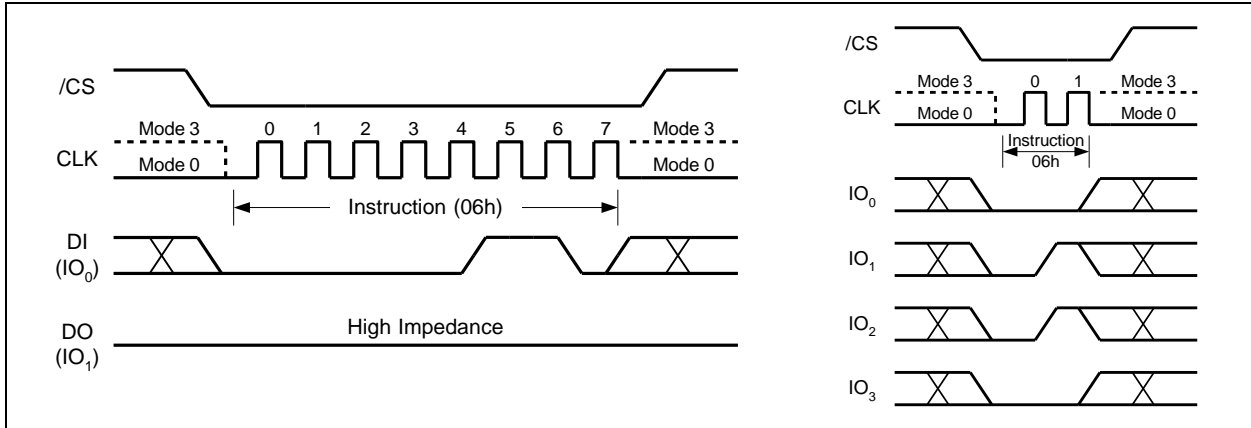 /CS
Mode 3 0 1 2 3 4 5 6 7 Mode 3
CLK Mode 0 Mode 0
Instruction (06h)
DI
(IO0)
High Impedance
DO
(IO1)
/CS
Mode 3 0 1 Mode 3
CLK Mode 0 Mode 0
Instruction
06h
IO0
IO1
IO2
IO3